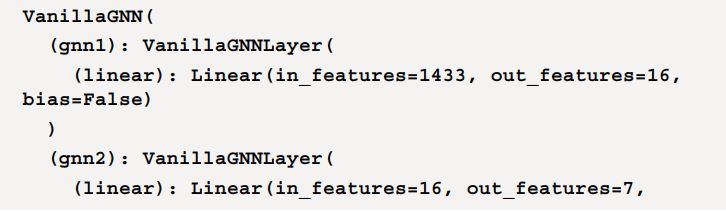 VanillaGNN(
  (gnn1): VanillaGNNLayer(
    (linear): Linear(in_features=1433, out_features=16,
bias=False)
  )
  (gnn2): VanillaGNNLayer(
    (linear): Linear(in_features=16, out_features=7,